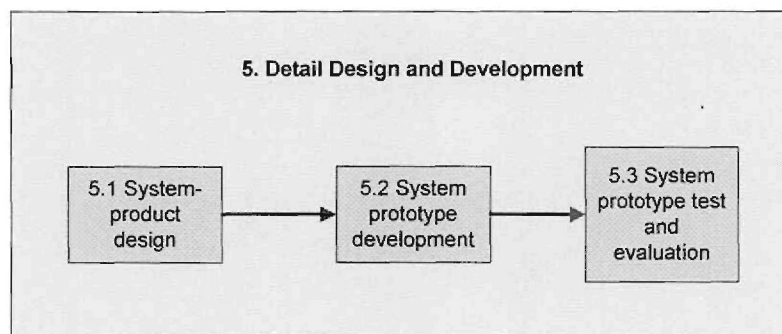 5. Detail Design and Development
5.1 System-
product
design
5.2 System
prototype
development
5.3 System
prototype test
and
evaluation